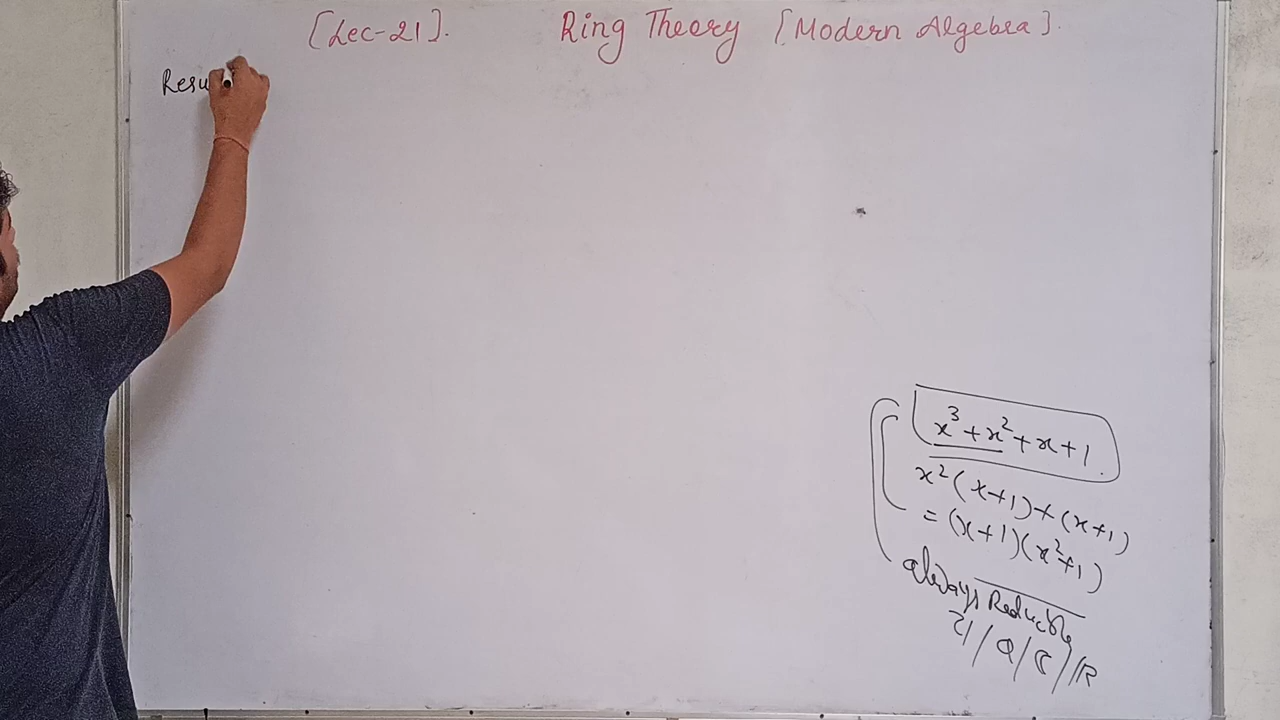 [Lec-21]. Ring Theory [Modern Algebra].
Resu
x³+x²+x+1
x²(x+1)+(x+1)
=(x+1)(x²+1)
always Reducible
Z/Q/C/R